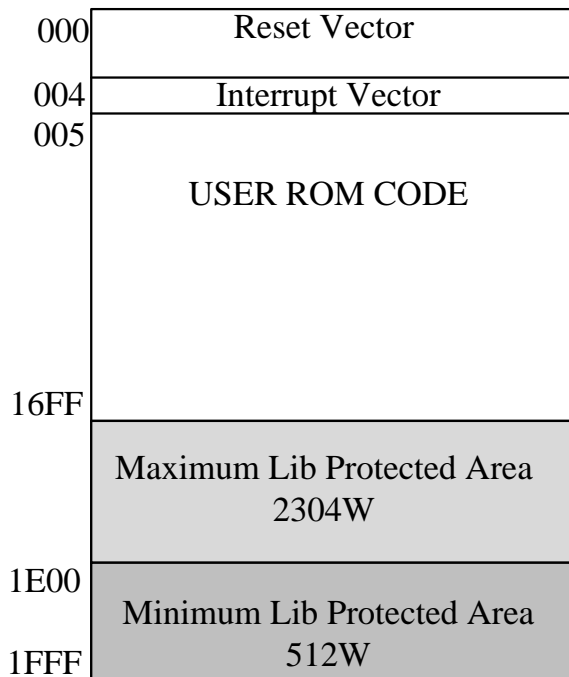 000
Reset Vector
004
Interrupt Vector
005
USER ROM CODE
16FF
Maximum Lib Protected Area
2304W
1E00
Minimum Lib Protected Area
512W
1FFF